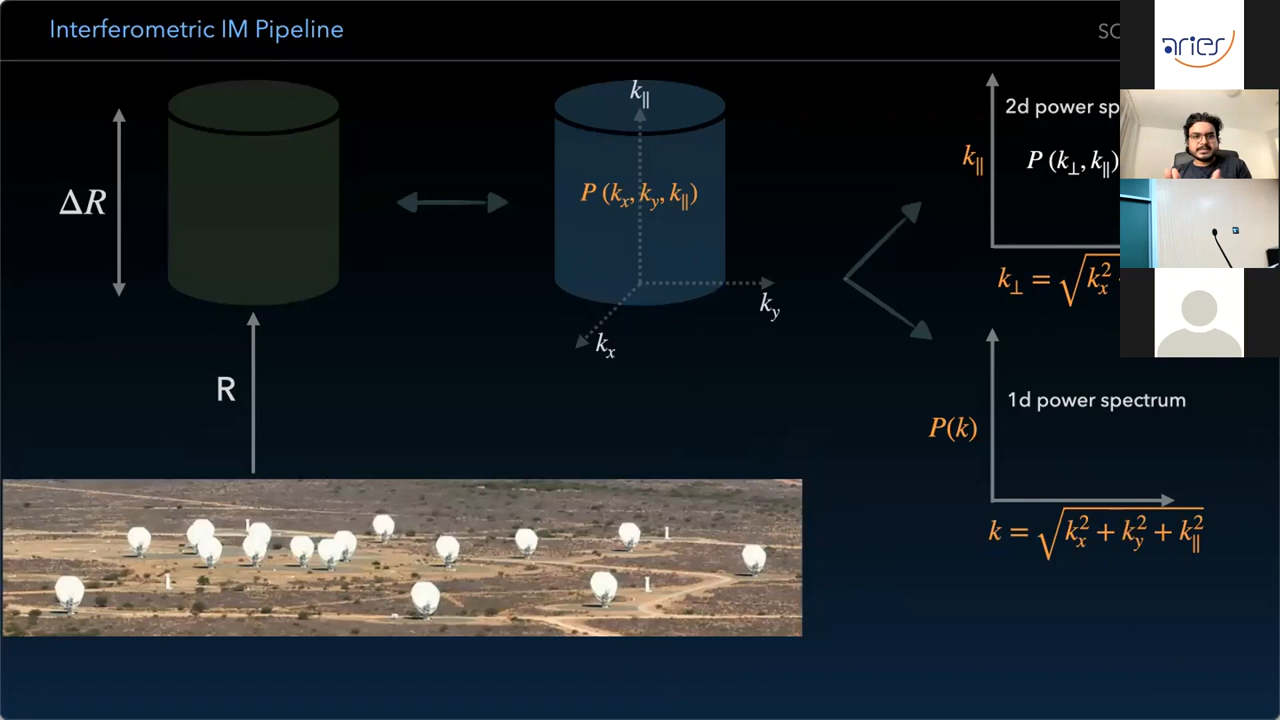 Interferometric IM Pipeline
SC
aries
ΔR
R
k∥
P (kx, ky, k∥)
ky
kx
2d power sp
k∥
P (k⊥, k∥)
k⊥ = √kx²
1d power spectrum
P(k)
k = √kx² + ky² + k∥²